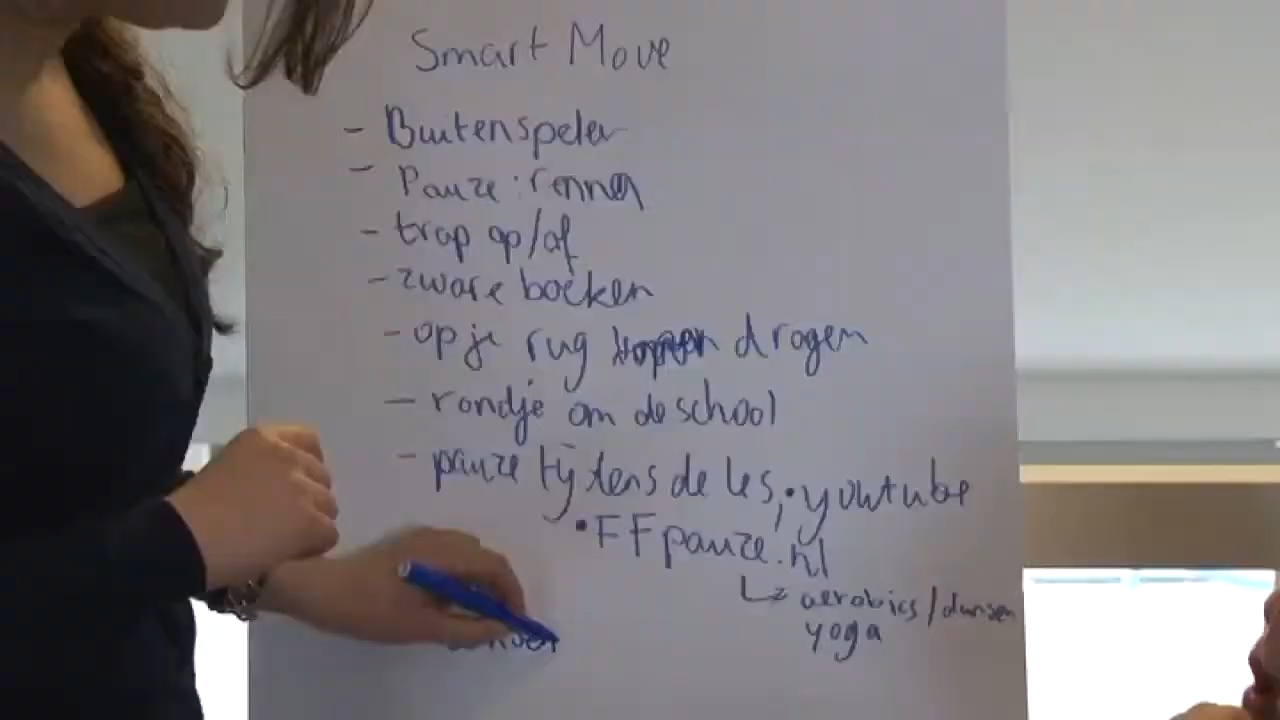 Smart Move
- Buitenspelen
- Pauze: rennen
- trap op/af
- zware boeken
- op je rug dragen
- rondje om de school
- pauze tijdens de les, • youtube
• FFpauze.nl
↳ aerobics/dansen
yoga